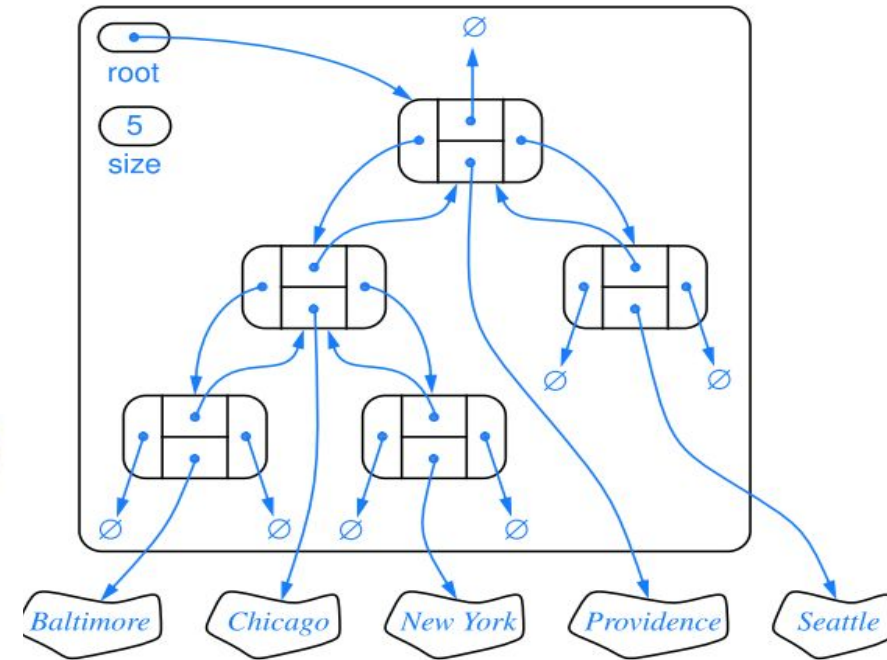 ∅
root
5
size
∅ ∅
∅ ∅ ∅ ∅
Baltimore Chicago New York Providence Seattle